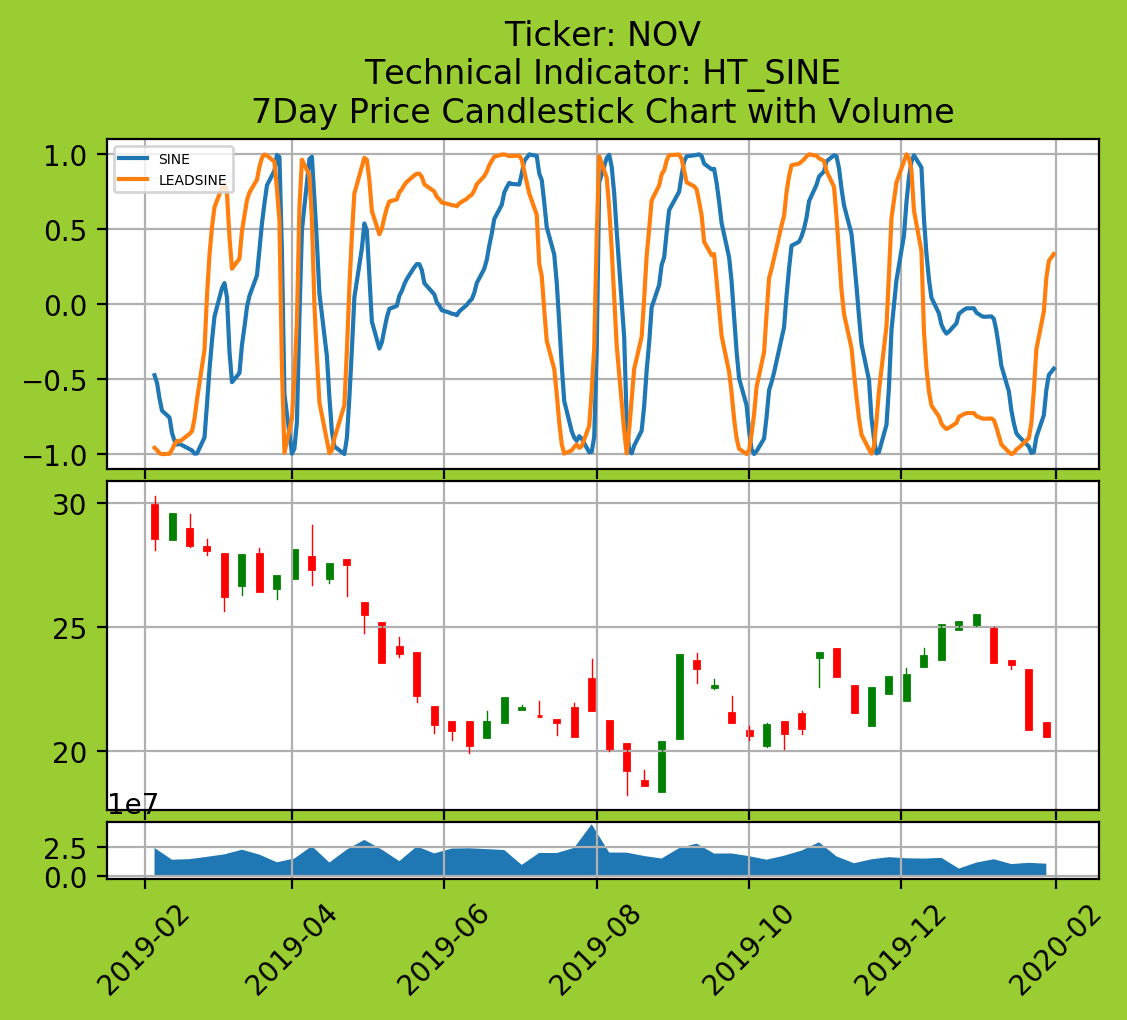 Ticker: NOV
Technical Indicator: HT_SINE
7Day Price Candlestick Chart with Volume
1.0
0.5
0.0
−0.5
−1.0
SINE
LEADSINE
30
25
20
1e7
2.5
0.0
2019-02
2019-04
2019-06
2019-08
2019-10
2019-12
2020-02